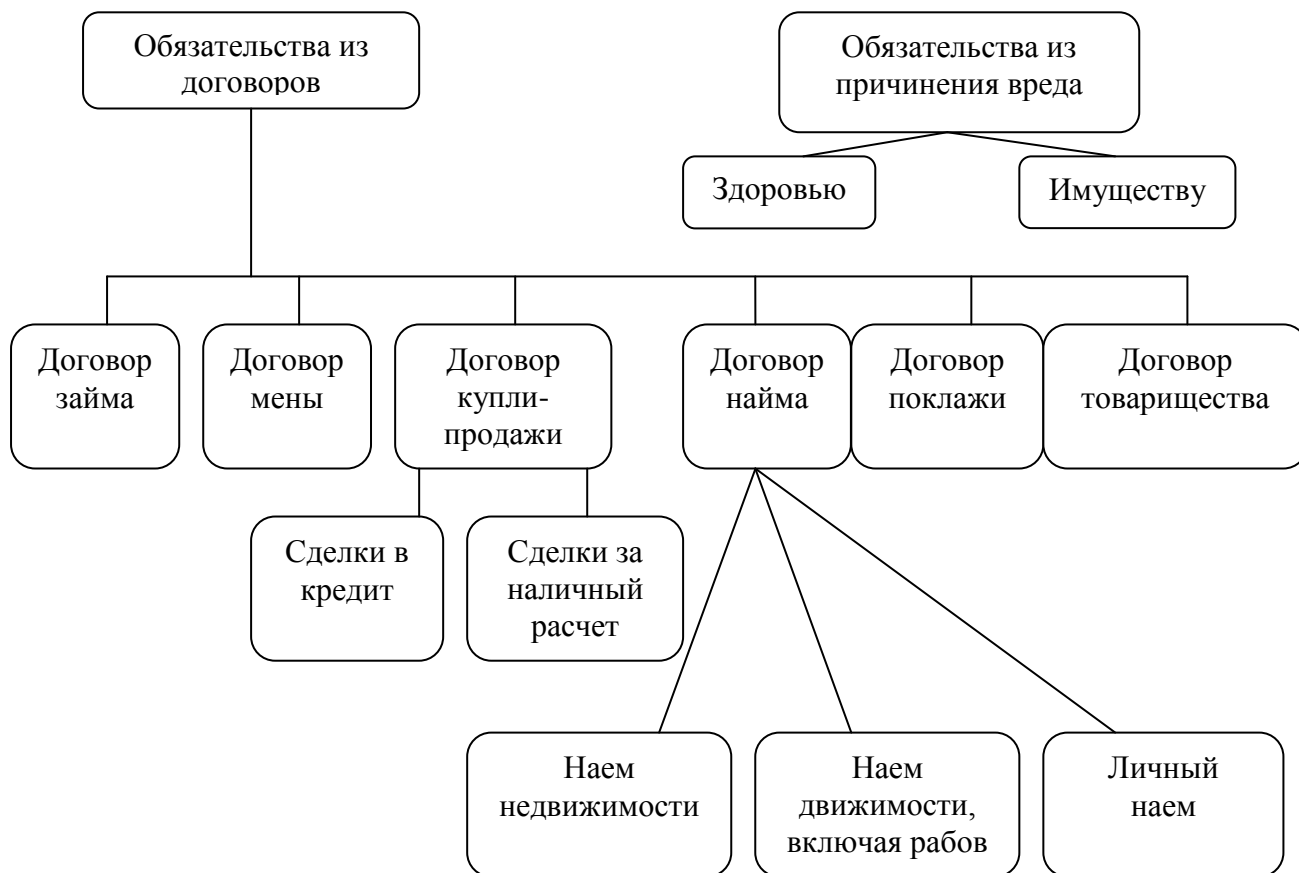 Обязательства из
договоров
Обязательства из
причинения вреда
Здоровью
Имуществу
Договор
займа
Договор
мены
Договор
купли-
продажи
Договор
найма
Договор
поклажи
Договор
товарищества
Сделки в
кредит
Сделки за
наличный
расчет
Наем
недвижимости
Наем
движимости,
включая рабов
Личный
наем